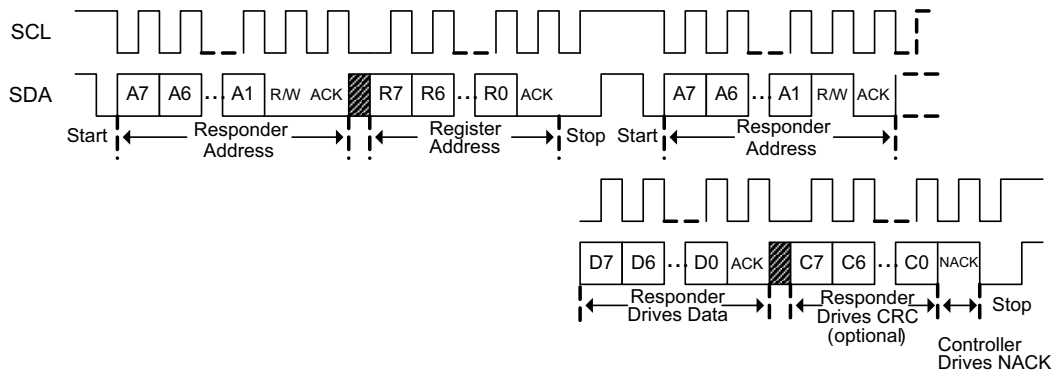 SCL
SDA
A7 A6 ... A1 R/W ACK R7 R6 ... R0 ACK A7 A6 ... A1 R/W ACK
Start Responder Address Register Address Stop Start Responder Address
D7 D6 ... D0 ACK C7 C6 ... C0 NACK
Responder Drives Data Responder Drives CRC (optional) Stop
Controller
Drives NACK